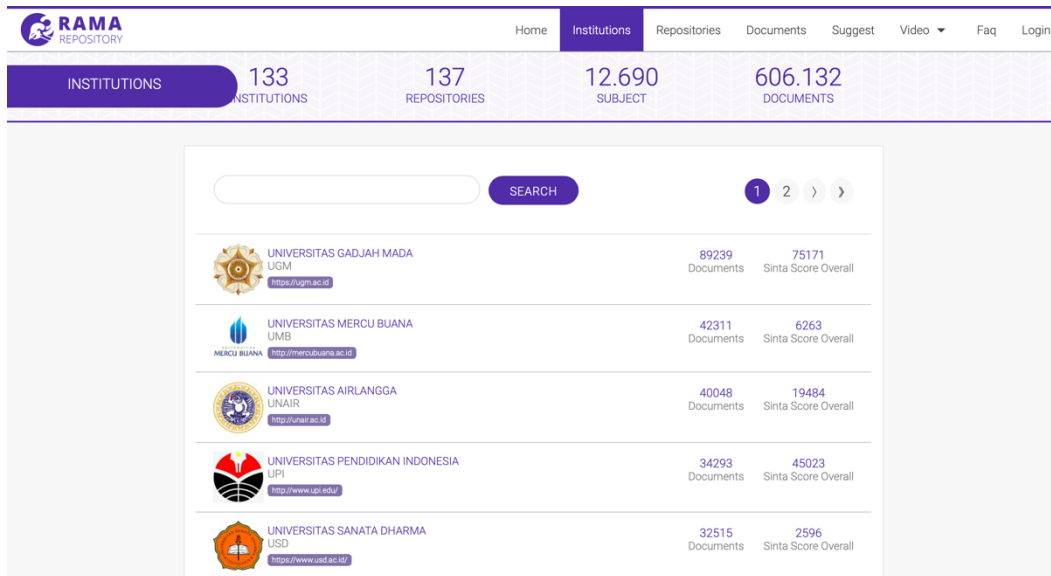 RAMA
REPOSITORY
Home Institutions Repositories Documents Suggest Video Faq Login
INSTITUTIONS
133
INSTITUTIONS
137
REPOSITORIES
12.690
SUBJECT
606.132
DOCUMENTS
SEARCH
1 2 › ❯
UNIVERSITAS GADJAH MADA
UGM
https://ugm.ac.id
89239
Documents
75171
Sinta Score Overall
MERCU BUANA
UNIVERSITAS MERCU BUANA
UMB
http://mercubuana.ac.id
42311
Documents
6263
Sinta Score Overall
UNIVERSITAS AIRLANGGA
UNAIR
http://unair.ac.id
40048
Documents
19484
Sinta Score Overall
UNIVERSITAS PENDIDIKAN INDONESIA
UPI
http://www.upi.edu/
34293
Documents
45023
Sinta Score Overall
UNIVERSITAS SANATA DHARMA
USD
https://www.usd.ac.id/
32515
Documents
2596
Sinta Score Overall